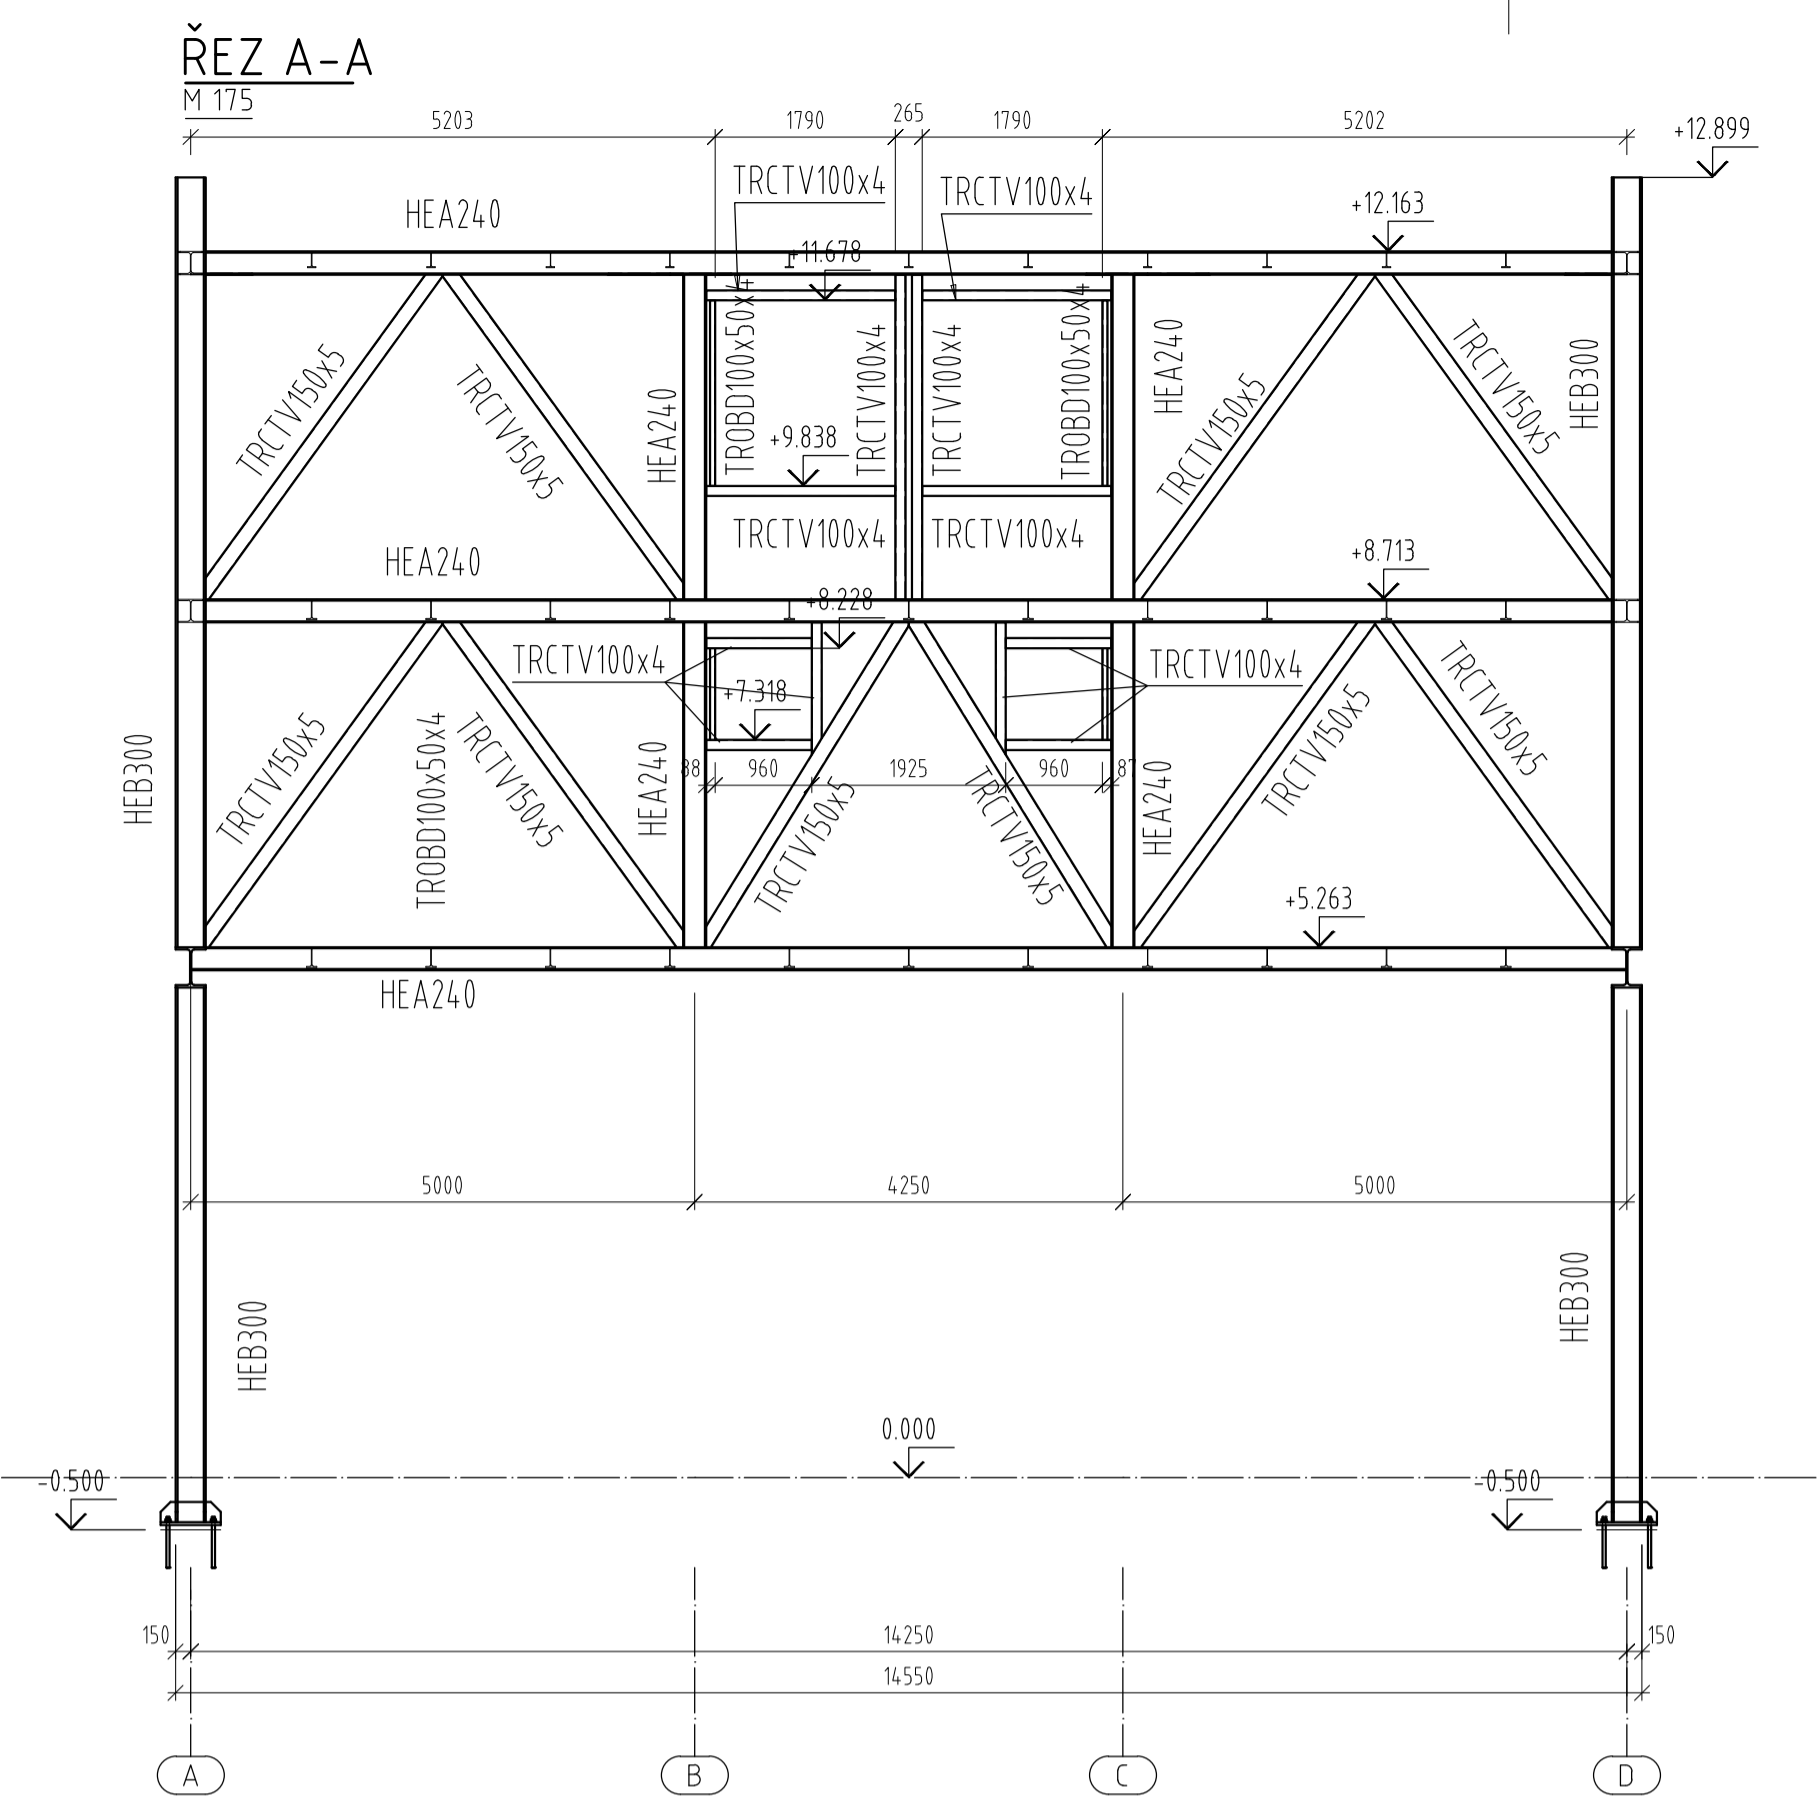 ŘEZ A-A
M 175
5203
1790
265
1790
5202
+12.899
TRCTV100x4
TRCTV100x4
HEA240
+12.163
+11.678
TRCTV150x5
TRCTV150x5
HEA240
TROBD100x50x4
TRCTV100x4
TRCTV100x4
TROBD100x50x4
HEA240
TRCTV150x5
TRCTV150x5
HEB300
+9.838
TRCTV100x4
TRCTV100x4
HEA240
+8.713
+8.228
TRCTV100x4
TRCTV100x4
+7.318
HEB300
TRCTV150x5
TROBD100x50x4
TRCTV150x5
HEA240
88
960
1925
960
87
TRCTV150x5
TRCTV150x5
HEA240
TRCTV150x5
TRCTV150x5
+5.263
HEA240
5000
4250
5000
HEB300
HEB300
0.000
-0.500
-0.500
150
14250
150
14550
A
B
C
D